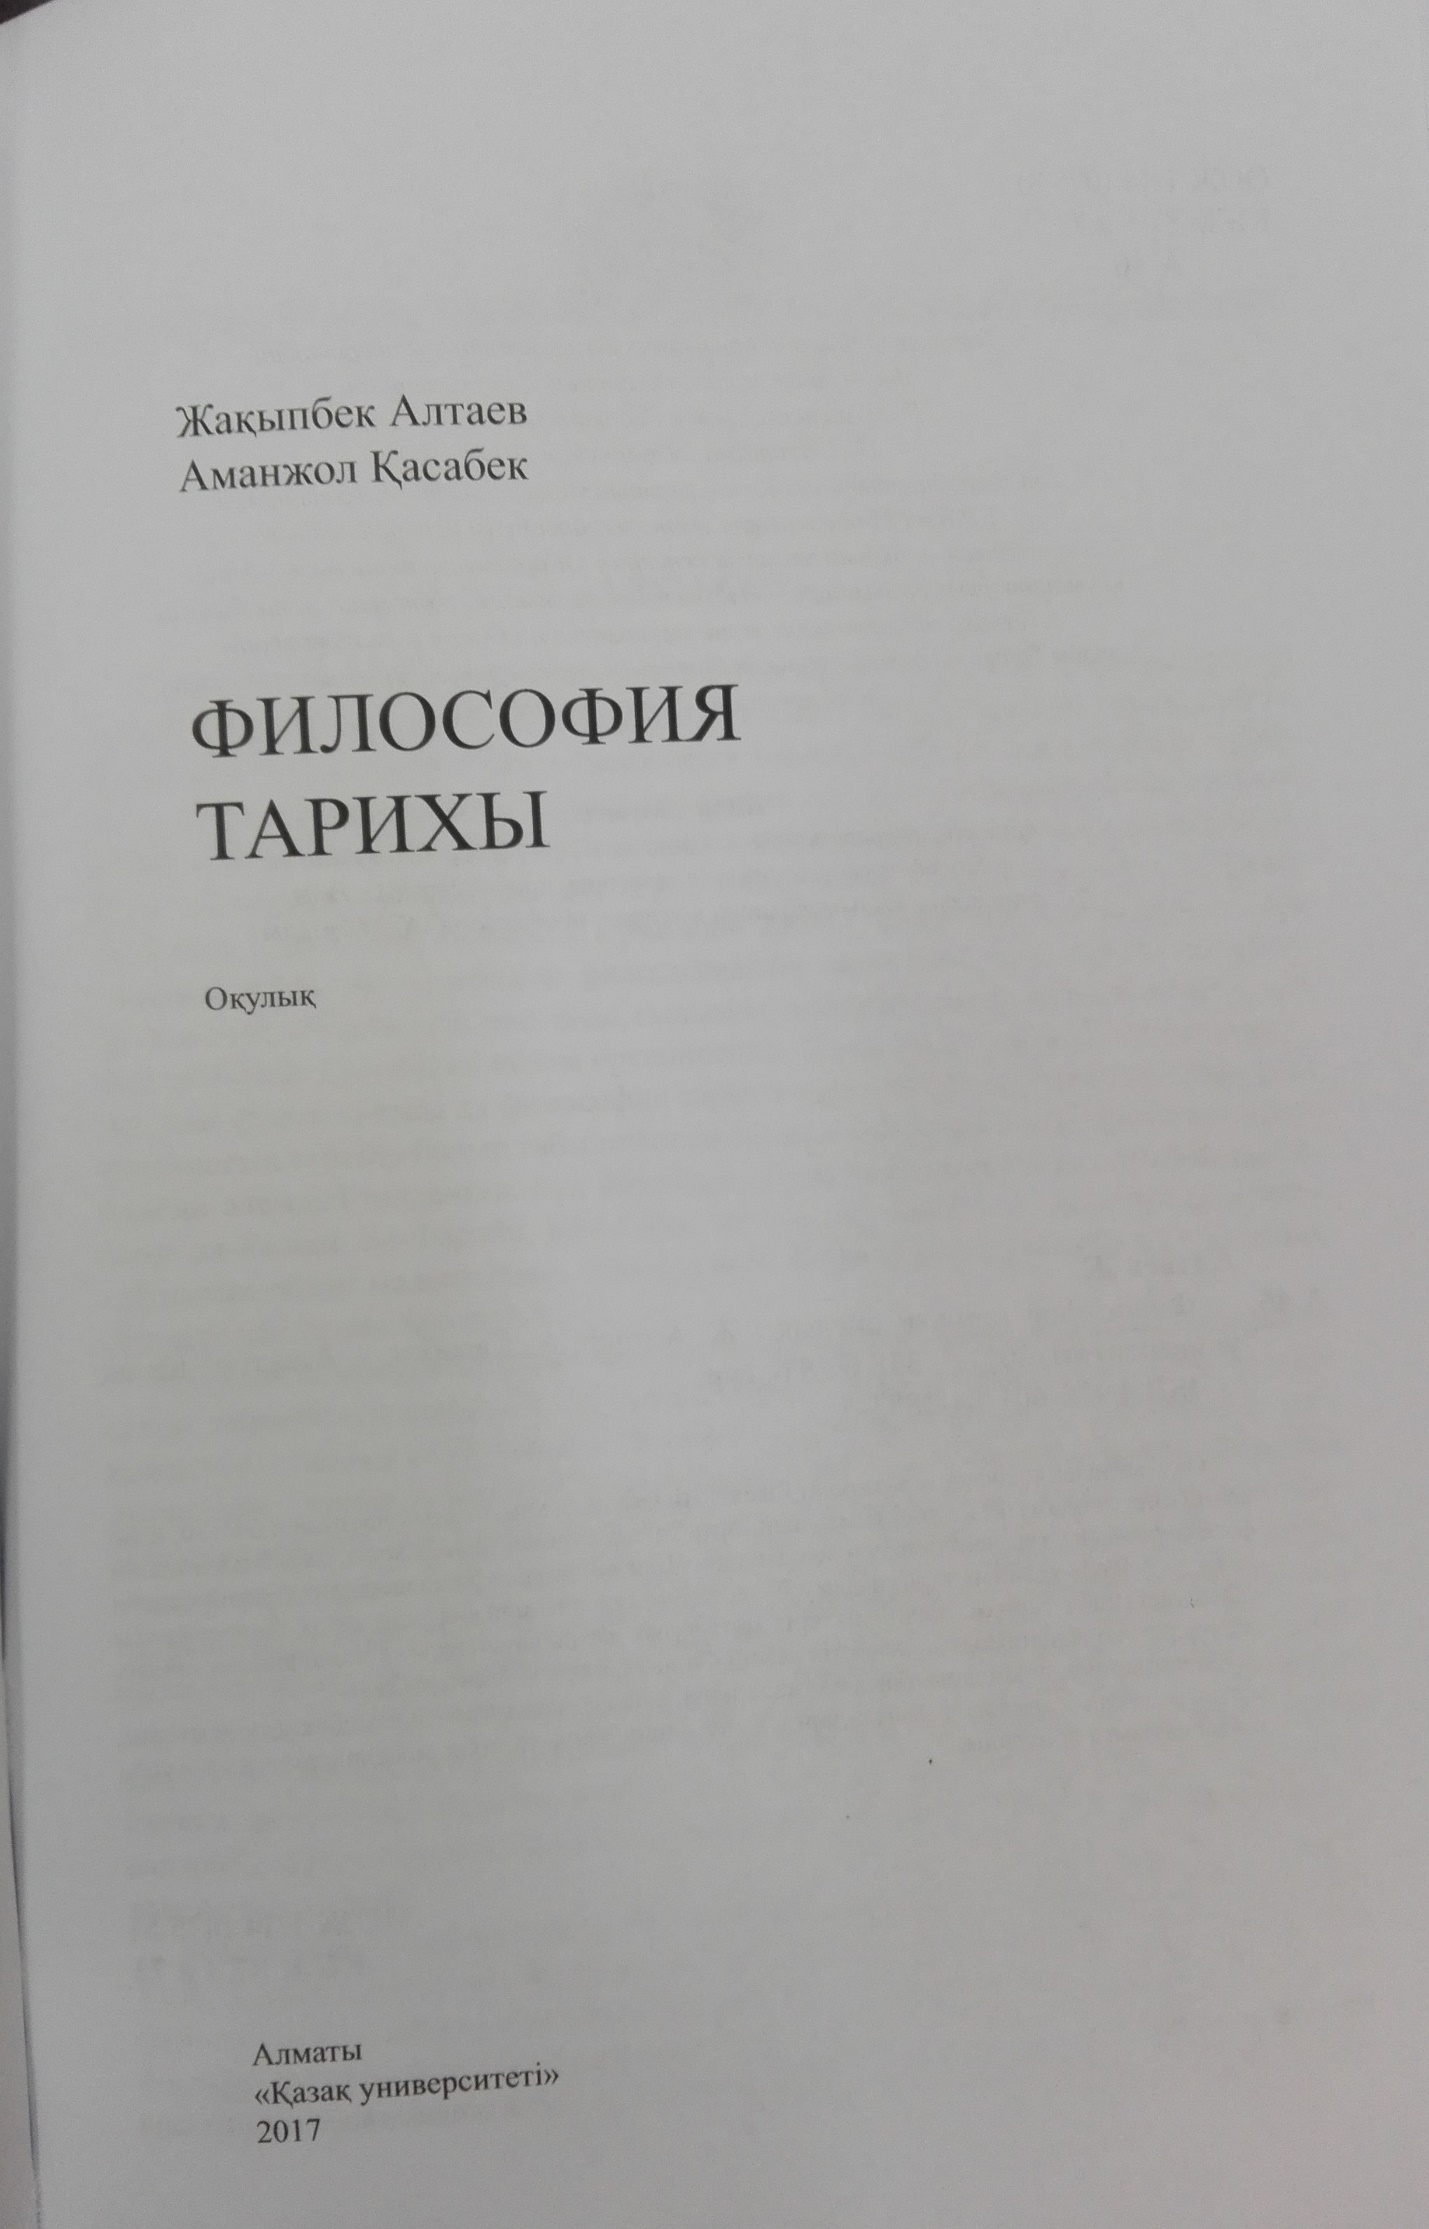 Жақыпбек Алтаев
Аманжол Қасабек
ФИЛОСОФИЯ
ТАРИХЫ
Оқулық
Алматы
«Қазақ университеті»
2017